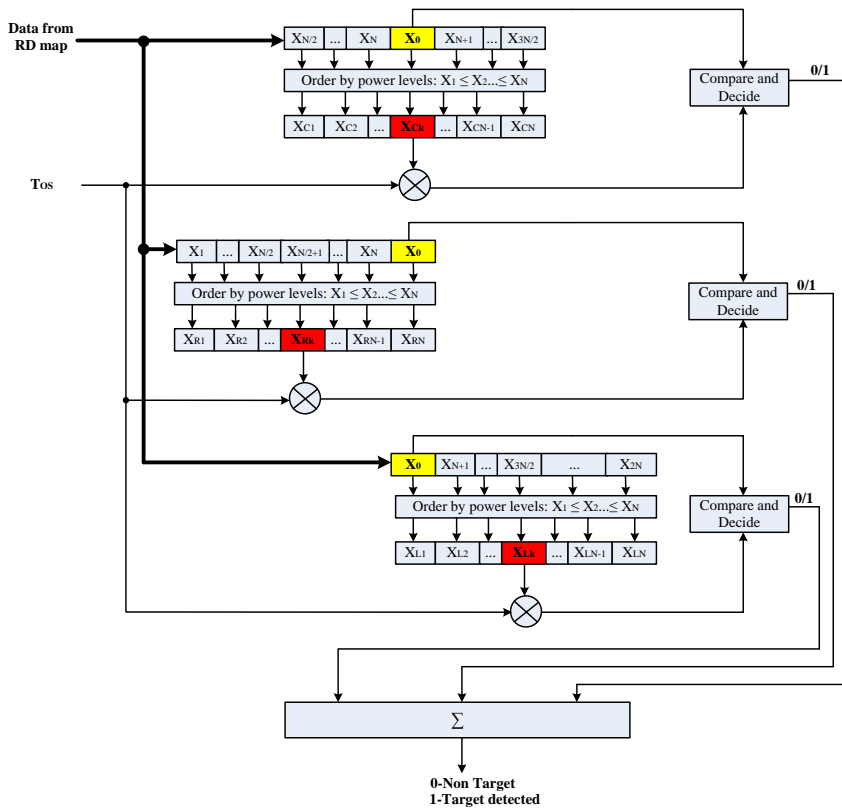 Data from
RD map
XN/2 ... XN X0 XN+1 ... X3N/2
Order by power levels: X1 ≤ X2...≤ XN
XC1 XC2 ... XCk ... XCN-1 XCN
Compare and
Decide
0/1
Tos
X1 ... XN/2 XN/2+1 ... XN X0
Order by power levels: X1 ≤ X2...≤ XN
XR1 XR2 ... XRk ... XRN-1 XRN
Compare and
Decide
0/1
X0 XN+1 ... X3N/2 ... X2N
Order by power levels: X1 ≤ X2...≤ XN
XL1 XL2 ... XLk ... XLN-1 XLN
Compare and
Decide
0/1
Σ
0-Non Target
1-Target detected